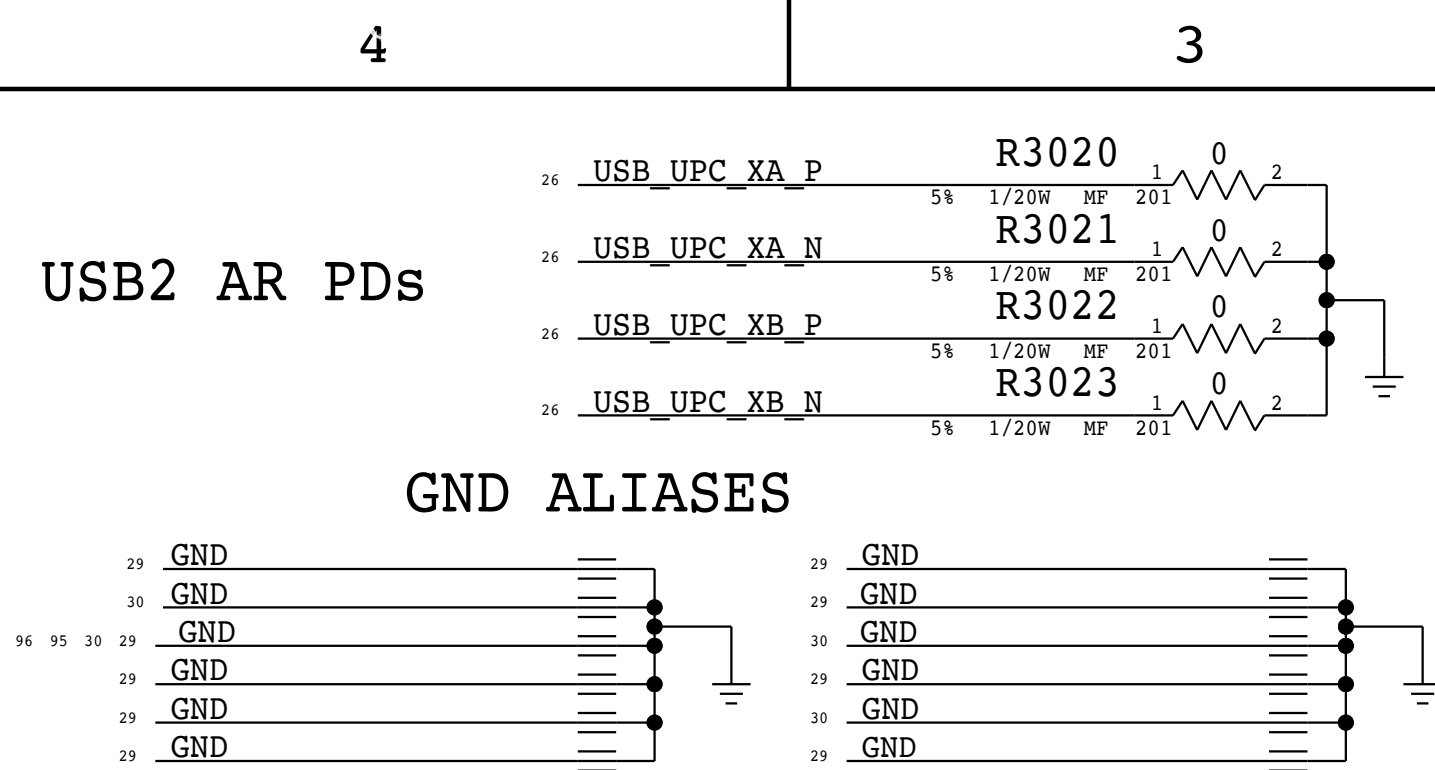 4 3
R3020 0
26 USB_UPC_XA_P 1 2
5% 1/20W MF 201
R3021 0
26 USB_UPC_XA_N 1 2
5% 1/20W MF 201
USB2 AR PDs
R3022 0
26 USB_UPC_XB_P 1 2
5% 1/20W MF 201
R3023 0
26 USB_UPC_XB_N 1 2
5% 1/20W MF 201
GND ALIASES
29 GND 29 GND
30 GND 29 GND
96 95 30 29 GND 30 GND
29 GND 29 GND
29 GND 30 GND
29 GND 29 GND